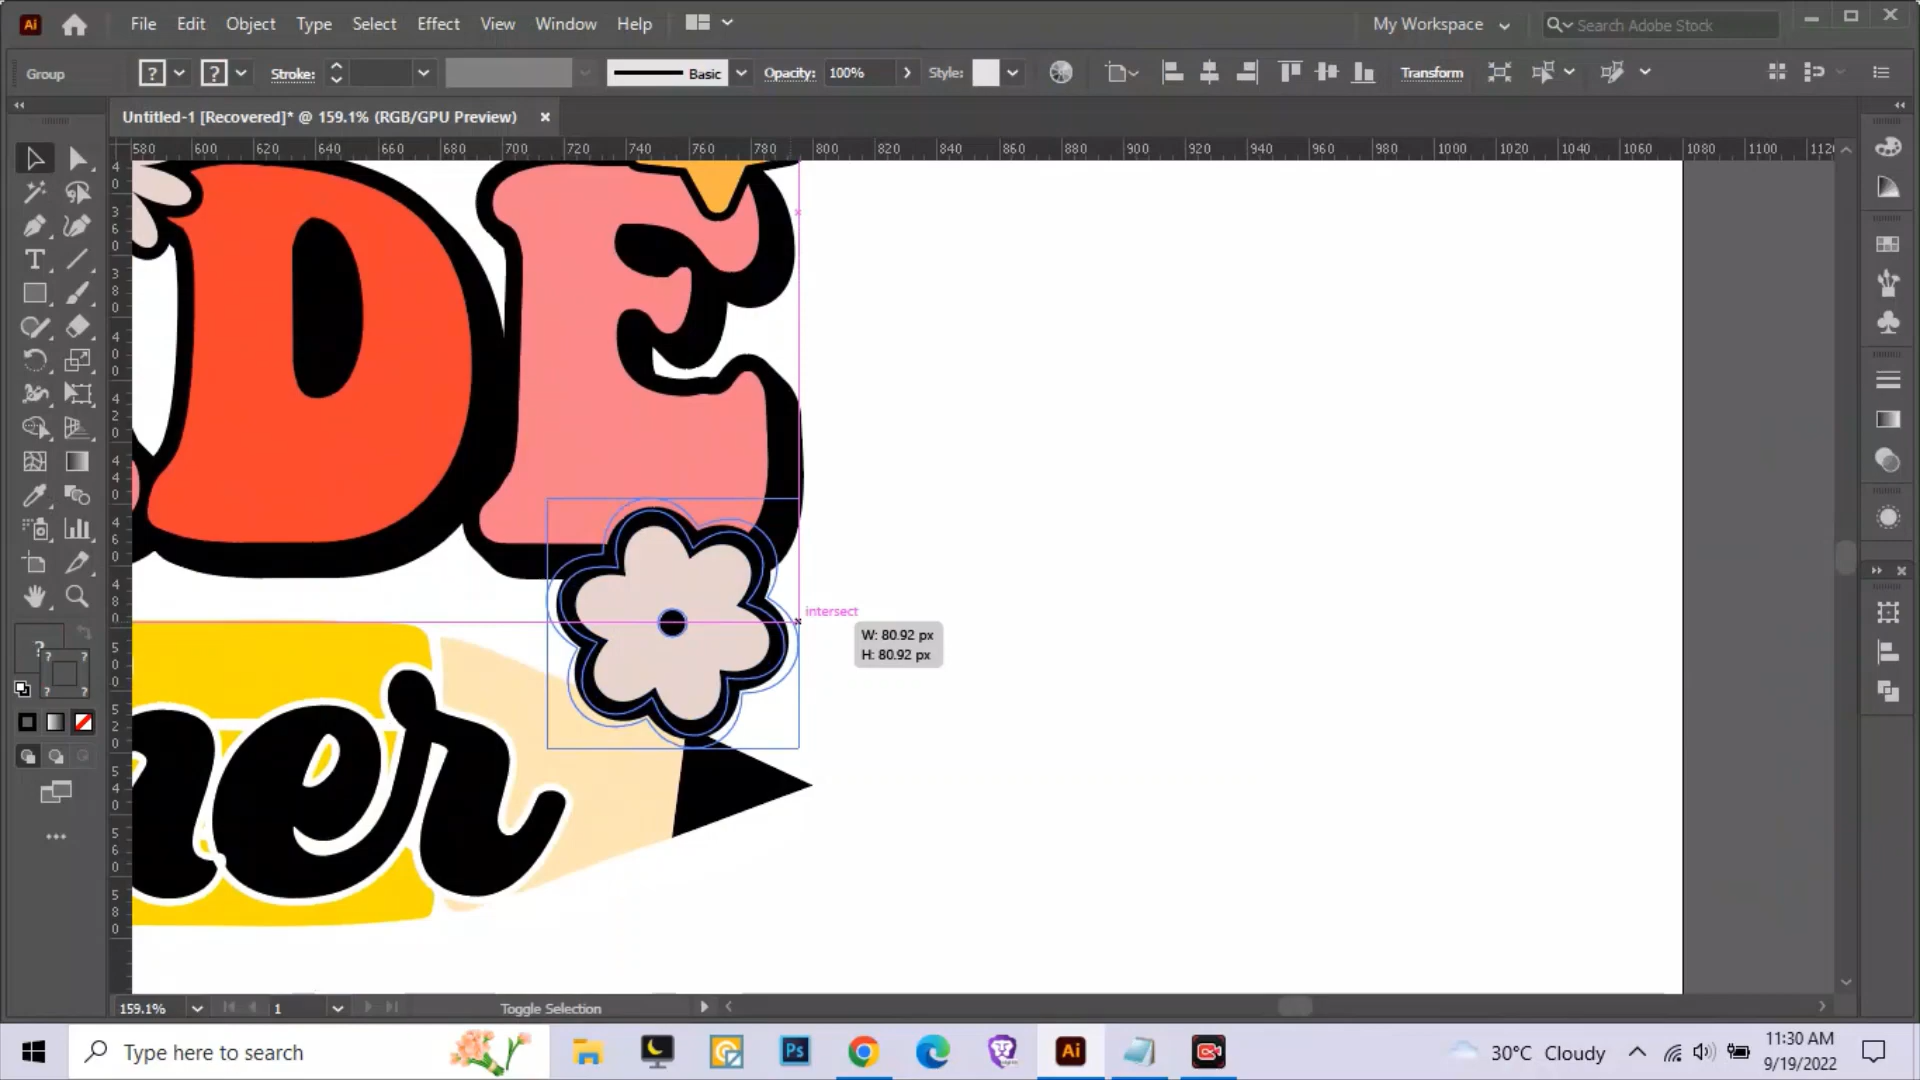 Ai File Edit Object Type Select Effect View Window Help My Workspace Search Adobe Stock
Group ? ? Stroke: Basic Opacity: 100% Style: Transform
Untitled-1 [Recovered]* @ 159.1% (RGB/GPU Preview)
580 600 620 640 660 680 700 720 740 760 780 800 820 840 860 880 900 920 940 960 980 1000 1020 1040 1060 1080 1100 1120
DE
intersect
W: 80.92 px
H: 80.92 px
ner
159.1% 1 Toggle Selection
Type here to search Ps Ai 30°C Cloudy 11:30 AM
9/19/2022